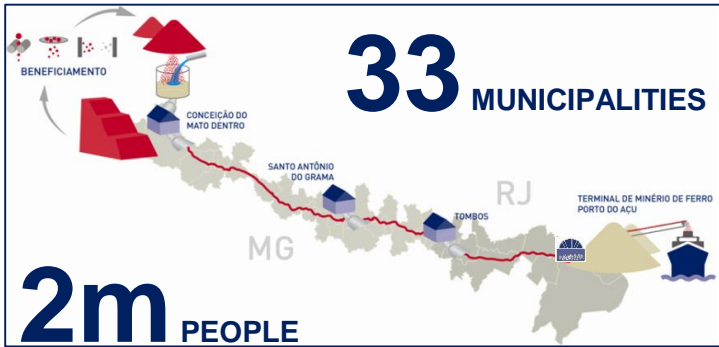 BENEFICIAMENTO
33 MUNICIPALITIES
CONCEIÇÃO DO
MATO DENTRO
SANTO ANTÔNIO
DO GRAMA
RJ
TERMINAL DE MINÉRIO DE FERRO
PORTO DO AÇU
TOMBOS
MG
2m PEOPLE